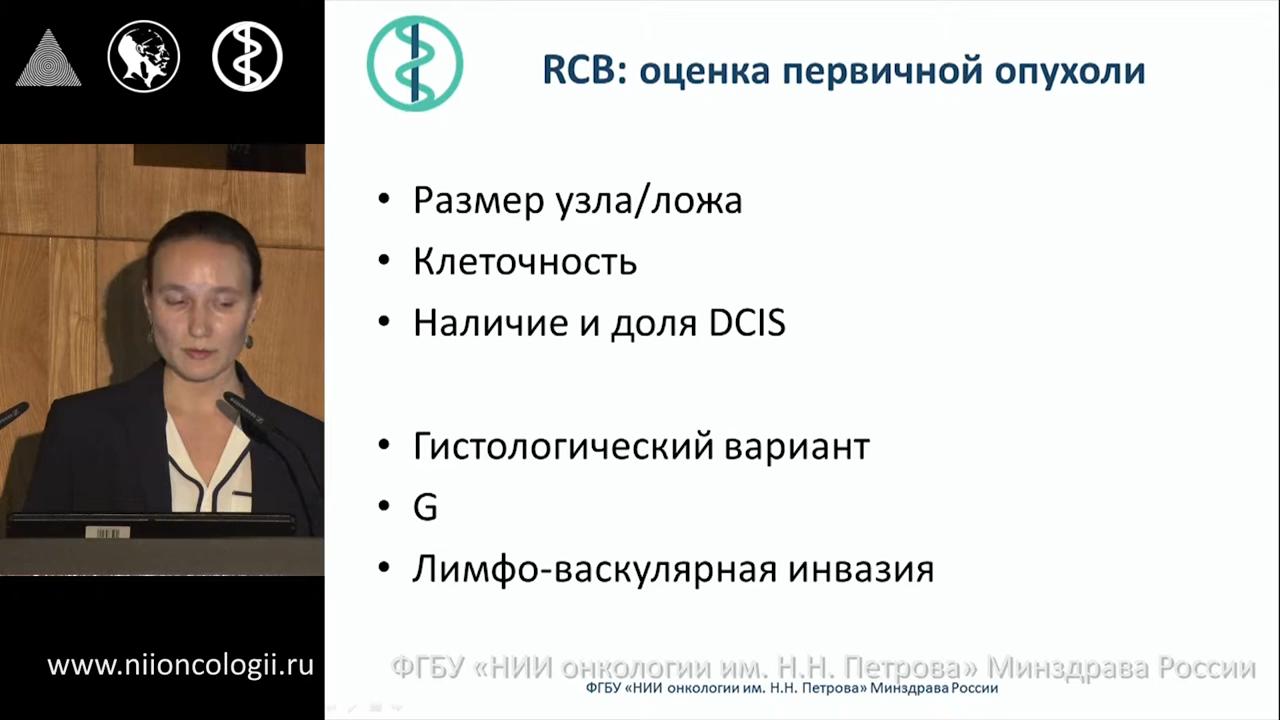 RCB: оценка первичной опухоли
• Размер узла/ложа
• Клеточность
• Наличие и доля DCIS
• Гистологический вариант
• G
• Лимфо-васкулярная инвазия
www.niioncologii.ru
ФГБУ «НИИ онкологии им. Н.Н. Петрова» Минздрава России
ФГБУ «НИИ онкологии им. Н.Н. Петрова» Минздрава России